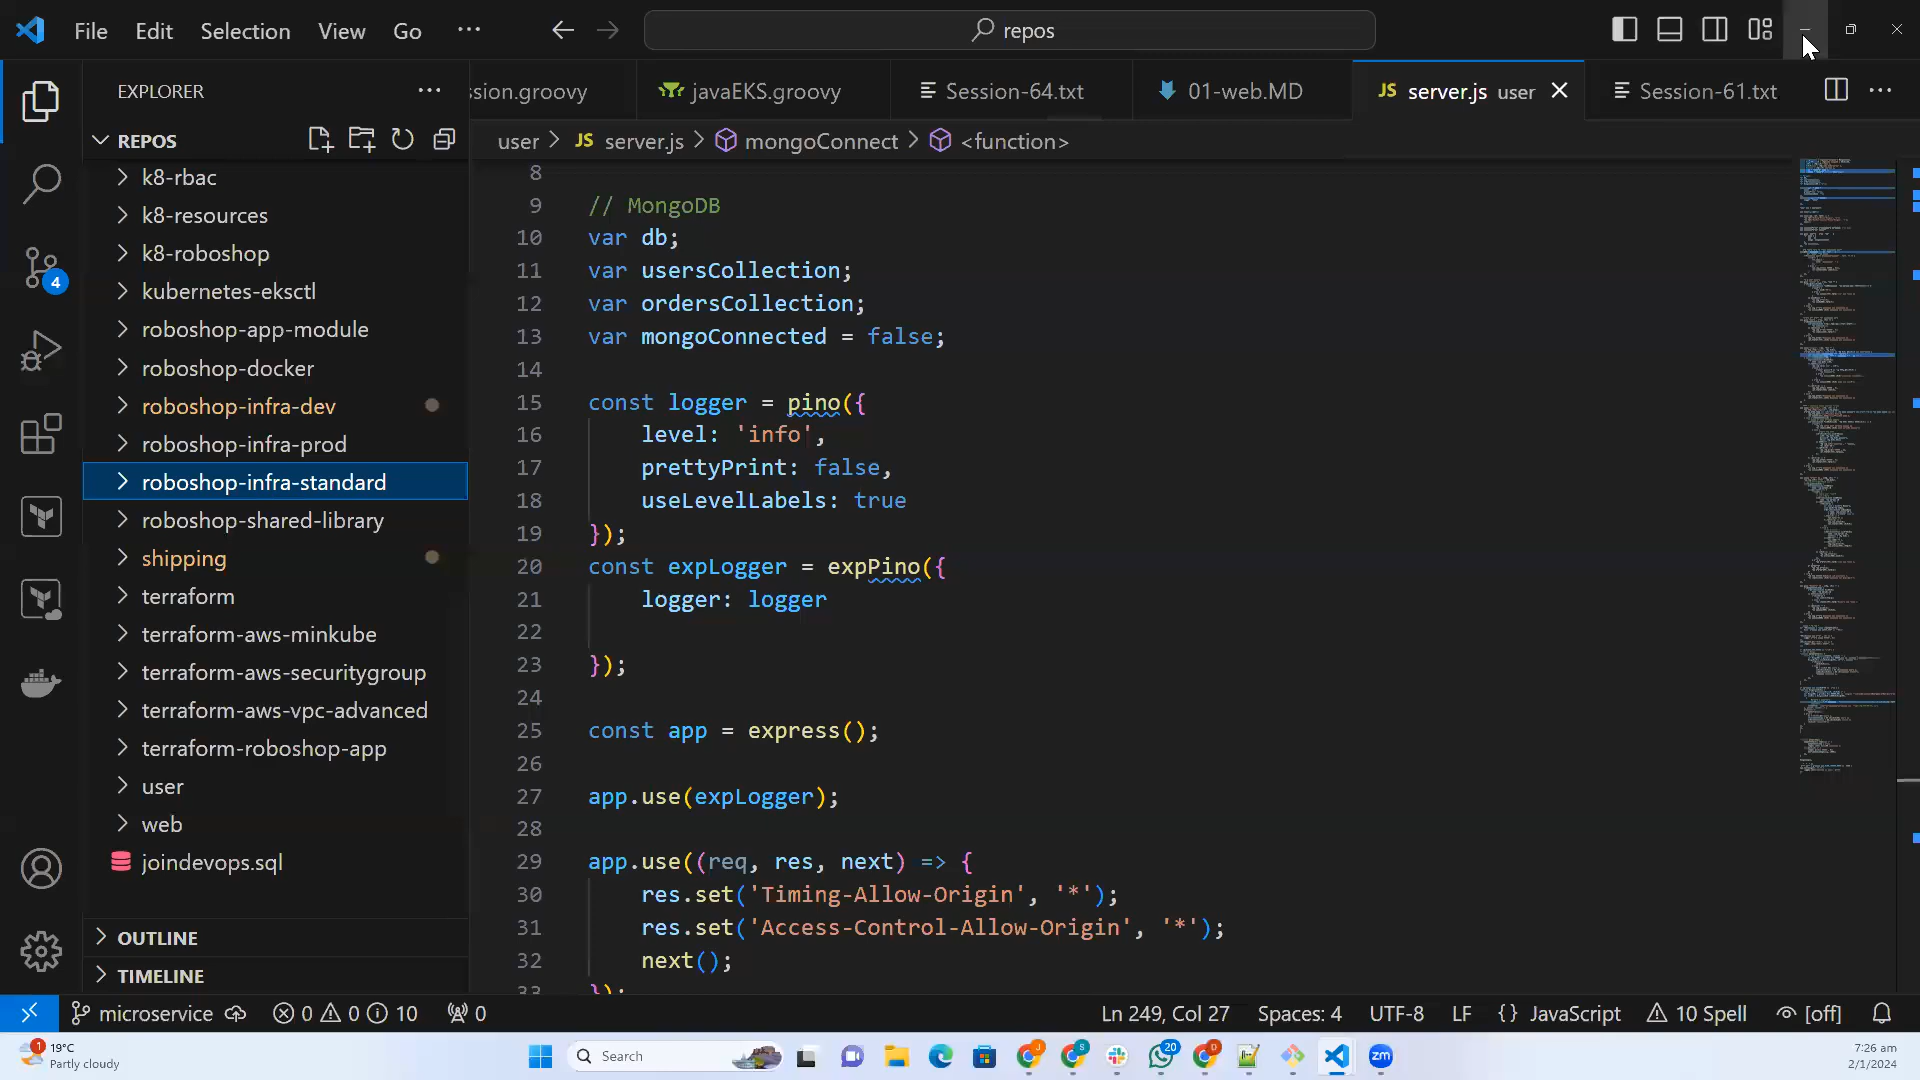 File Edit Selection View Go ··· repos
EXPLORER ···
sion.groovy javaEKS.groovy Session-64.txt 01-web.MD JS server.js user Session-61.txt ···
REPOS
user > JS server.js > mongoConnect > <function>
k8-rbac
k8-resources
k8-roboshop
kubernetes-eksctl
roboshop-app-module
roboshop-docker
roboshop-infra-dev
roboshop-infra-prod
roboshop-infra-standard
roboshop-shared-library
shipping
terraform
terraform-aws-minkube
terraform-aws-securitygroup
terraform-aws-vpc-advanced
terraform-roboshop-app
user
web
joindevops.sql
OUTLINE
TIMELINE
4
8
9 // MongoDB
10 var db;
11 var usersCollection;
12 var ordersCollection;
13 var mongoConnected = false;
14
15 const logger = pino({
16 level: 'info',
17 prettyPrint: false,
18 useLevelLabels: true
19 });
20 const expLogger = expPino({
21 logger: logger
22
23 });
24
25 const app = express();
26
27 app.use(expLogger);
28
29 app.use((req, res, next) => {
30 res.set('Timing-Allow-Origin', '*');
31 res.set('Access-Control-Allow-Origin', '*');
32 next();
33 });
microservice 0 0 10 0 Ln 249, Col 27 Spaces: 4 UTF-8 LF {} JavaScript 10 Spell [off]
1 19°C
Partly cloudy
Search
J S 20 D zm
7:26 am
2/1/2024